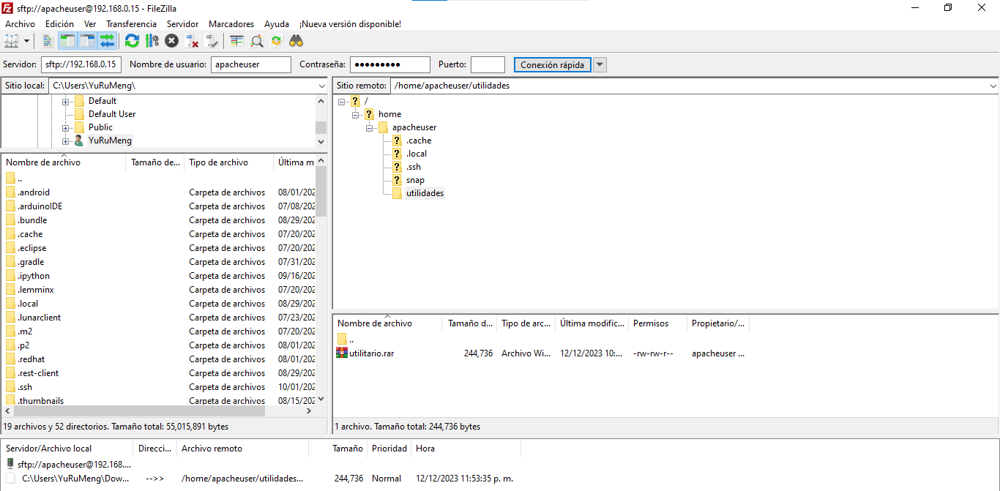 sftp://apacheuser@192.168.0.15 - FileZilla
Archivo Edición Ver Transferencia Servidor Marcadores Ayuda ¡Nueva versión disponible!
Servidor: sftp://192.168.0.15 Nombre de usuario: apacheuser Contraseña: ●●●●●●●●● Puerto: Conexión rápida
Sitio local: C:\Users\YuRuMeng\
Default
Default User
Public
YuRuMeng
Nombre de archivo Tamaño de... Tipo de archivo Última m
..
.android Carpeta de archivos 08/01/202
.arduinoIDE Carpeta de archivos 07/08/202
.bundle Carpeta de archivos 08/29/202
.cache Carpeta de archivos 07/20/202
.eclipse Carpeta de archivos 07/20/202
.gradle Carpeta de archivos 07/31/202
.ipython Carpeta de archivos 09/16/202
.lemminx Carpeta de archivos 07/20/202
.local Carpeta de archivos 08/29/202
.lunarclient Carpeta de archivos 07/23/202
.m2 Carpeta de archivos 07/20/202
.p2 Carpeta de archivos 08/01/202
.redhat Carpeta de archivos 08/01/202
.rest-client Carpeta de archivos 08/29/202
.ssh Carpeta de archivos 10/01/202
.thumbnails Carpeta de archivos 08/15/202
19 archivos y 52 directorios. Tamaño total: 55,015,891 bytes
Sitio remoto: /home/apacheuser/utilidades
/
home
apacheuser
.cache
.local
.ssh
snap
utilidades
Nombre de archivo Tamaño d... Tipo de arc... Última modific... Permisos Propietario/...
..
utilitario.rar 244,736 Archivo Wi... 12/12/2023 10:... -rw-rw-r-- apacheuser ...
1 archivo. Tamaño total: 244,736 bytes
Servidor/Archivo local Direcci... Archivo remoto Tamaño Prioridad Hora
sftp://apacheuser@192.168....
C:\Users\YuRuMeng\Dow... -->> /home/apacheuser/utilidades... 244,736 Normal 12/12/2023 11:53:35 p. m.